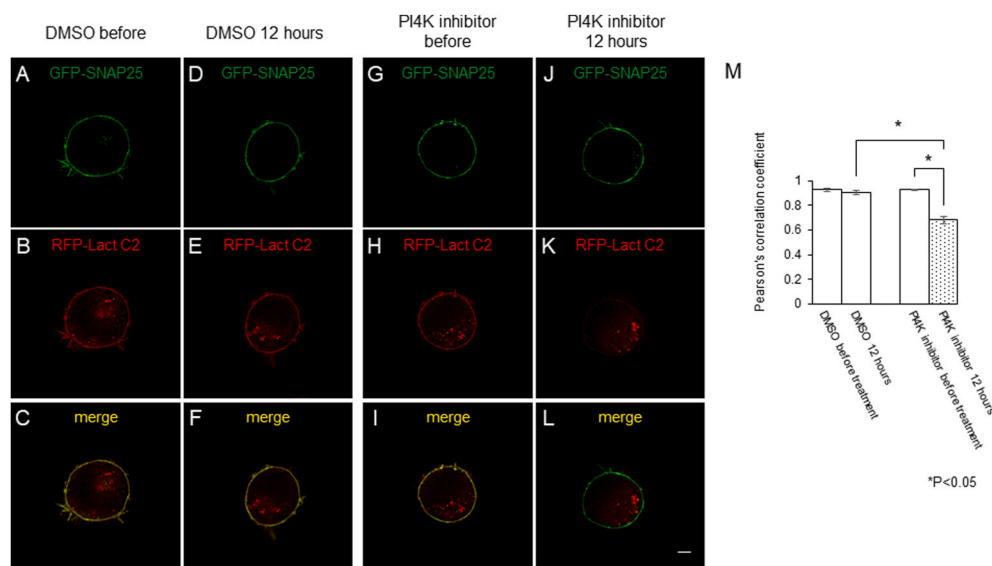 DMSO before
DMSO 12 hours
PI4K inhibitor
before
PI4K inhibitor
12 hours
A
GFP-SNAP25
D
GFP-SNAP25
G
GFP-SNAP25
J
GFP-SNAP25
B
RFP-Lact C2
E
RFP-Lact C2
H
RFP-Lact C2
K
RFP-Lact C2
C
merge
F
merge
I
merge
L
merge
M
*
*
Pearson's correlation coefficient
1
0.8
0.6
0.4
0.2
0
DMSO before treatment
DMSO 12 hours
PI4K inhibitor before treatment
PI4K inhibitor 12 hours
*P<0.05